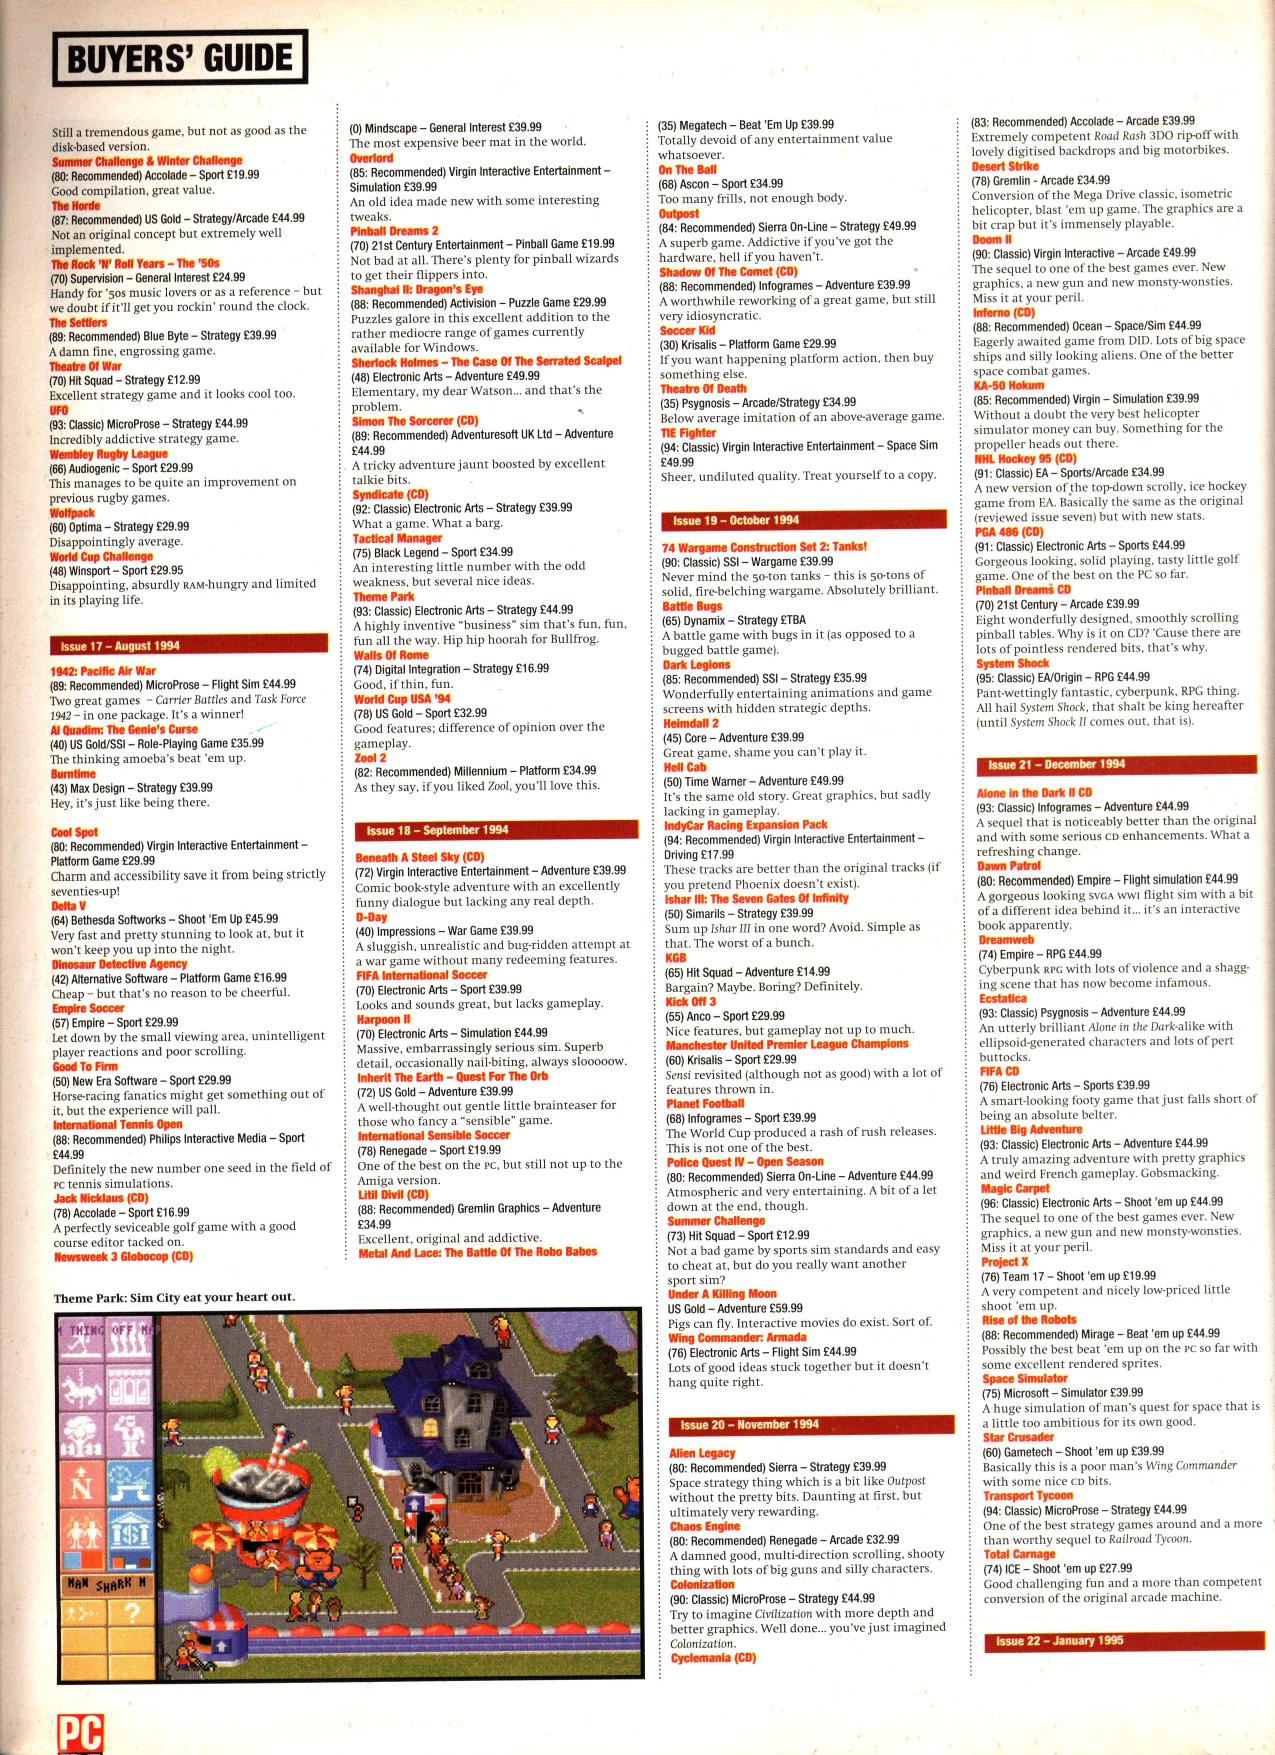 BUYERS' GUIDE
Still a tremendous game, but not as good as the
disk-based version.
Summer Challenge & Winter Challenge
(80: Recommended) Accolade – Sport £19.99
Good compilation, great value.
The Horde
(87: Recommended) US Gold – Strategy/Arcade £44.99
Not an original concept but extremely well
implemented.
The Rock 'N' Roll Years – The '50s
(70) Supervision – General Interest £24.99
Handy for '50s music lovers or as a reference – but
we doubt if it'll get you rockin' round the clock.
The Settlers
(89: Recommended) Blue Byte – Strategy £39.99
A damn fine, engrossing game.
Theatre Of War
(70) Hit Squad – Strategy £12.99
Excellent strategy game and it looks cool too.
UFO
(93: Classic) MicroProse – Strategy £44.99
Incredibly addictive strategy game.
Wembley Rugby League
(66) Audiogenic – Sport £29.99
This manages to be quite an improvement on
previous rugby games.
Wolfpack
(60) Optima – Strategy £29.99
Disappointingly average.
World Cup Challenge
(48) Winsport – Sport £29.95
Disappointing, absurdly RAM-hungry and limited
in its playing life.
Issue 17 – August 1994
1942: Pacific Air War
(89: Recommended) MicroProse – Flight Sim £44.99
Two great games – Carrier Battles and Task Force
1942 – in one package. It's a winner!
Al Quadim: The Genie's Curse
(40) US Gold/SSI – Role-Playing Game £35.99
The thinking amoeba's beat 'em up.
Burntime
(43) Max Design – Strategy £39.99
Hey, it's just like being there.
Cool Spot
(80: Recommended) Virgin Interactive Entertainment –
Platform Game £29.99
Charm and accessibility save it from being strictly
seventies-up!
Delta V
(64) Bethesda Softworks – Shoot 'Em Up £45.99
Very fast and pretty stunning to look at, but it
won't keep you up into the night.
Dinosaur Detective Agency
(42) Alternative Software – Platform Game £16.99
Cheap – but that's no reason to be cheerful.
Empire Soccer
(57) Empire – Sport £29.99
Let down by the small viewing area, unintelligent
player reactions and poor scrolling.
Good To Firm
(50) New Era Software – Sport £29.99
Horse-racing fanatics might get something out of
it, but the experience will pall.
International Tennis Open
(88: Recommended) Philips Interactive Media – Sport
£44.99
Definitely the new number one seed in the field of
PC tennis simulations.
Jack Nicklaus (CD)
(78) Accolade – Sport £16.99
A perfectly seviceable golf game with a good
course editor tacked on.
Newsweek 3 Globocop (CD)
(0) Mindscape – General Interest £39.99
The most expensive beer mat in the world.
Overlord
(85: Recommended) Virgin Interactive Entertainment –
Simulation £39.99
An old idea made new with some interesting
tweaks.
Pinball Dreams 2
(70) 21st Century Entertainment – Pinball Game £19.99
Not bad at all. There's plenty for pinball wizards
to get their flippers into.
Shanghai II: Dragon's Eye
(88: Recommended) Activision – Puzzle Game £29.99
Puzzles galore in this excellent addition to the
rather mediocre range of games currently
available for Windows.
Sherlock Holmes – The Case Of The Serrated Scalpel
(48) Electronic Arts – Adventure £49.99
Elementary, my dear Watson... and that's the
problem.
Simon The Sorcerer (CD)
(89: Recommended) Adventuresoft UK Ltd – Adventure
£44.99
A tricky adventure jaunt boosted by excellent
talkie bits.
Syndicate (CD)
(92: Classic) Electronic Arts – Strategy £39.99
What a game. What a barg.
Tactical Manager
(75) Black Legend – Sport £34.99
An interesting little number with the odd
weakness, but several nice ideas.
Theme Park
(93: Classic) Electronic Arts – Strategy £44.99
A highly inventive "business" sim that's fun, fun,
fun all the way. Hip hip hoorah for Bullfrog.
Walls Of Rome
(74) Digital Integration – Strategy £16.99
Good, if thin, fun.
World Cup USA '94
(78) US Gold – Sport £32.99
Good features; difference of opinion over the
gameplay.
Zool 2
(82: Recommended) Millennium – Platform £34.99
As they say, if you liked Zool, you'll love this.
Issue 18 – September 1994
Beneath A Steel Sky (CD)
(72) Virgin Interactive Entertainment – Adventure £39.99
Comic book-style adventure with an excellently
funny dialogue but lacking any real depth.
D-Day
(40) Impressions – War Game £39.99
A sluggish, unrealistic and bug-ridden attempt at
a war game without many redeeming features.
FIFA International Soccer
(70) Electronic Arts – Sport £39.99
Looks and sounds great, but lacks gameplay.
Harpoon II
(70) Electronic Arts – Simulation £44.99
Massive, embarrassingly serious sim. Superb
detail, occasionally nail-biting, always slooooow.
Inherit The Earth – Quest For The Orb
(72) US Gold – Adventure £39.99
A well-thought out gentle little brainteaser for
those who fancy a "sensible" game.
International Sensible Soccer
(78) Renegade – Sport £19.99
One of the best on the PC, but still not up to the
Amiga version.
Litil Divil (CD)
(88: Recommended) Gremlin Graphics – Adventure
£34.99
Excellent, original and addictive.
Metal And Lace: The Battle Of The Robo Babes
(35) Megatech – Beat 'Em Up £39.99
Totally devoid of any entertainment value
whatsoever.
On The Ball
(68) Ascon – Sport £34.99
Too many frills, not enough body.
Outpost
(84: Recommended) Sierra On-Line – Strategy £49.99
A superb game. Addictive if you've got the
hardware, hell if you haven't.
Shadow Of The Comet (CD)
(88: Recommended) Infogrames – Adventure £39.99
A worthwhile reworking of a great game, but still
very idiosyncratic.
Soccer Kid
(30) Krisalis – Platform Game £29.99
If you want happening platform action, then buy
something else.
Theatre Of Death
(35) Psygnosis – Arcade/Strategy £34.99
Below average imitation of an above-average game.
TIE Fighter
(94: Classic) Virgin Interactive Entertainment – Space Sim
£49.99
Sheer, undiluted quality. Treat yourself to a copy.
Issue 19 – October 1994
74 Wargame Construction Set 2: Tanks!
(90: Classic) SSI – Wargame £39.99
Never mind the 50-ton tanks – this is 50-tons of
solid, fire-belching wargame. Absolutely brilliant.
Battle Bugs
(65) Dynamix – Strategy £TBA
A battle game with bugs in it (as opposed to a
bugged battle game).
Dark Legions
(85: Recommended) SSI – Strategy £35.99
Wonderfully entertaining animations and game
screens with hidden strategic depths.
Heimdall 2
(45) Core – Adventure £39.99
Great game, shame you can't play it.
Hell Cab
(50) Time Warner – Adventure £49.99
It's the same old story. Great graphics, but sadly
lacking in gameplay.
IndyCar Racing Expansion Pack
(94: Recommended) Virgin Interactive Entertainment –
Driving £17.99
These tracks are better than the original tracks (if
you pretend Phoenix doesn't exist).
Ishar III: The Seven Gates Of Infinity
(50) Simarils – Strategy £39.99
Sum up Ishar III in one word? Avoid. Simple as
that. The worst of a bunch.
KGB
(65) Hit Squad – Adventure £14.99
Bargain? Maybe. Boring? Definitely.
Kick Off 3
(55) Anco – Sport £29.99
Nice features, but gameplay not up to much.
Manchester United Premier League Champions
(60) Krisalis – Sport £29.99
Sensi revisited (although not as good) with a lot of
features thrown in.
Planet Football
(68) Infogrames – Sport £39.99
The World Cup produced a rash of rush releases.
This is not one of the best.
Police Quest IV – Open Season
(80: Recommended) Sierra On-Line – Adventure £44.99
Atmospheric and very entertaining. A bit of a let
down at the end, though.
Summer Challenge
(73) Hit Squad – Sport £12.99
Not a bad game by sports sim standards and easy
to cheat at, but do you really want another
sport sim?
Under A Killing Moon
US Gold – Adventure £59.99
Pigs can fly. Interactive movies do exist. Sort of.
Wing Commander: Armada
(76) Electronic Arts – Flight Sim £44.99
Lots of good ideas stuck together but it doesn't
hang quite right.
Issue 20 – November 1994
Alien Legacy
(80: Recommended) Sierra – Strategy £39.99
Space strategy thing which is a bit like Outpost
without the pretty bits. Daunting at first, but
ultimately very rewarding.
Chaos Engine
(80: Recommended) Renegade – Arcade £32.99
A damned good, multi-direction scrolling, shooty
thing with lots of big guns and silly characters.
Colonization
(90: Classic) MicroProse – Strategy £44.99
Try to imagine Civilization with more depth and
better graphics. Well done... you've just imagined
Colonization.
Cyclemania (CD)
(83: Recommended) Accolade – Arcade £39.99
Extremely competent Road Rash 3DO rip-off with
lovely digitised backdrops and big motorbikes.
Desert Strike
(78) Gremlin - Arcade £34.99
Conversion of the Mega Drive classic, isometric
helicopter, blast 'em up game. The graphics are a
bit crap but it's immensely playable.
Doom II
(90: Classic) Virgin Interactive – Arcade £49.99
The sequel to one of the best games ever. New
graphics, a new gun and new monsty-wonsties.
Miss it at your peril.
Inferno (CD)
(88: Recommended) Ocean – Space/Sim £44.99
Eagerly awaited game from DID. Lots of big space
ships and silly looking aliens. One of the better
space combat games.
KA-50 Hokum
(85: Recommended) Virgin – Simulation £39.99
Without a doubt the very best helicopter
simulator money can buy. Something for the
propeller heads out there.
NHL Hockey 95 (CD)
(91: Classic) EA – Sports/Arcade £34.99
A new version of the top-down scrolly, ice hockey
game from EA. Basically the same as the original
(reviewed issue seven) but with new stats.
PGA 486 (CD)
(91: Classic) Electronic Arts – Sports £44.99
Gorgeous looking, solid playing, tasty little golf
game. One of the best on the PC so far.
Pinball Dreams CD
(70) 21st Century – Arcade £39.99
Eight wonderfully designed, smoothly scrolling
pinball tables. Why is it on CD? 'Cause there are
lots of pointless rendered bits, that's why.
System Shock
(95: Classic) EA/Origin – RPG £44.99
Pant-wettingly fantastic, cyberpunk, RPG thing.
All hail System Shock, that shalt be king hereafter
(until System Shock II comes out, that is).
Issue 21 – December 1994
Alone in the Dark II CD
(93: Classic) Infogrames – Adventure £44.99
A sequel that is noticeably better than the original
and with some serious CD enhancements. What a
refreshing change.
Dawn Patrol
(80: Recommended) Empire – Flight simulation £44.99
A gorgeous looking SVGA WW1 flight sim with a bit
of a different idea behind it... it's an interactive
book apparently.
Dreamweb
(74) Empire – RPG £44.99
Cyberpunk RPG with lots of violence and a shagg-
ing scene that has now become infamous.
Ecstatica
(93: Classic) Psygnosis – Adventure £44.99
An utterly brilliant Alone in the Dark-alike with
ellipsoid-generated characters and lots of pert
buttocks.
FIFA CD
(76) Electronic Arts – Sports £39.99
A smart-looking footy game that just falls short of
being an absolute belter.
Little Big Adventure
(93: Classic) Electronic Arts – Adventure £44.99
A truly amazing adventure with pretty graphics
and weird French gameplay. Gobsmacking.
Magic Carpet
(96: Classic) Electronic Arts – Shoot 'em up £44.99
The sequel to one of the best games ever. New
graphics, a new gun and new monsty-wonsties.
Miss it at your peril.
Project X
(76) Team 17 – Shoot 'em up £19.99
A very competent and nicely low-priced little
shoot 'em up.
Rise of the Robots
(88: Recommended) Mirage – Beat 'em up £44.99
Possibly the best beat 'em up on the PC so far with
some excellent rendered sprites.
Space Simulator
(75) Microsoft – Simulator £39.99
A huge simulation of man's quest for space that is
a little too ambitious for its own good.
Star Crusader
(60) Gametech – Shoot 'em up £39.99
Basically this is a poor man's Wing Commander
with some nice CD bits.
Transport Tycoon
(94: Classic) MicroProse – Strategy £44.99
One of the best strategy games around and a more
than worthy sequel to Railroad Tycoon.
Total Carnage
(74) ICE – Shoot 'em up £27.99
Good challenging fun and a more than competent
conversion of the original arcade machine.
Issue 22 – January 1995
Theme Park: Sim City eat your heart out.
THING OFF MA
N
$
MAN SHARK M
?
PC